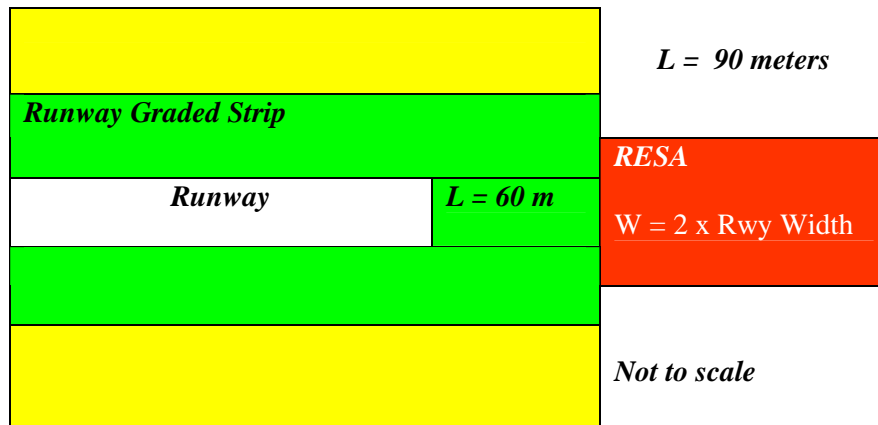 L = 90 meters
Runway Graded Strip
RESA
Runway
L = 60 m
W = 2 x Rwy Width
Not to scale